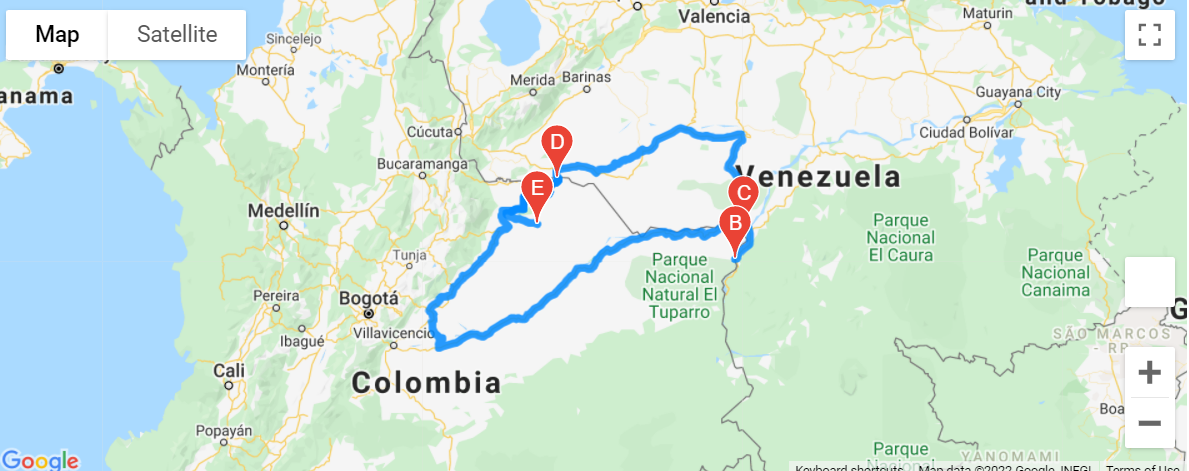 Map
Satellite
and Tobago
Valencia
Maturin
Sincelejo
Montería
Merida
Barinas
Guayana City
anama
Cúcuta
Ciudad Bolívar
D
Bucaramanga
Venezuela
E
C
Medellín
B
Parque
Nacional
El Caura
Tunja
Parque
Nacional
Natural El
Tuparro
Parque
Nacional
Canaima
Pereira
Bogotá
G
Ibagué
Villavicencio
SÃO MARCOS
- RR
Cali
Colombia
Boa
Popayán
Parque
Nacional
YANOMAMI
Google
Keyboard shortcuts
Map data ©2022 Google, INEGI
Terms of Use